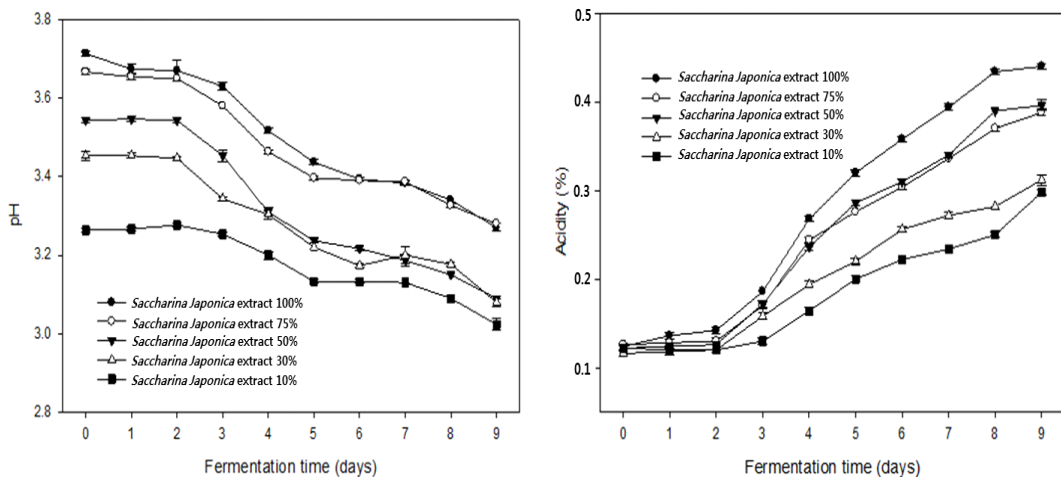 3.8
3.6
3.4
3.2
3.0
2.8
pH
Saccharina Japonica extract 100%
Saccharina Japonica extract 75%
Saccharina Japonica extract 50%
Saccharina Japonica extract 30%
Saccharina Japonica extract 10%
0 1 2 3 4 5 6 7 8 9
Fermentation time (days)
0.5
0.4
0.3
0.2
0.1
Acidity (%)
Saccharina Japonica extract 100%
Saccharina Japonica extract 75%
Saccharina Japonica extract 50%
Saccharina Japonica extract 30%
Saccharina Japonica extract 10%
0 1 2 3 4 5 6 7 8 9
Fermentation time (days)